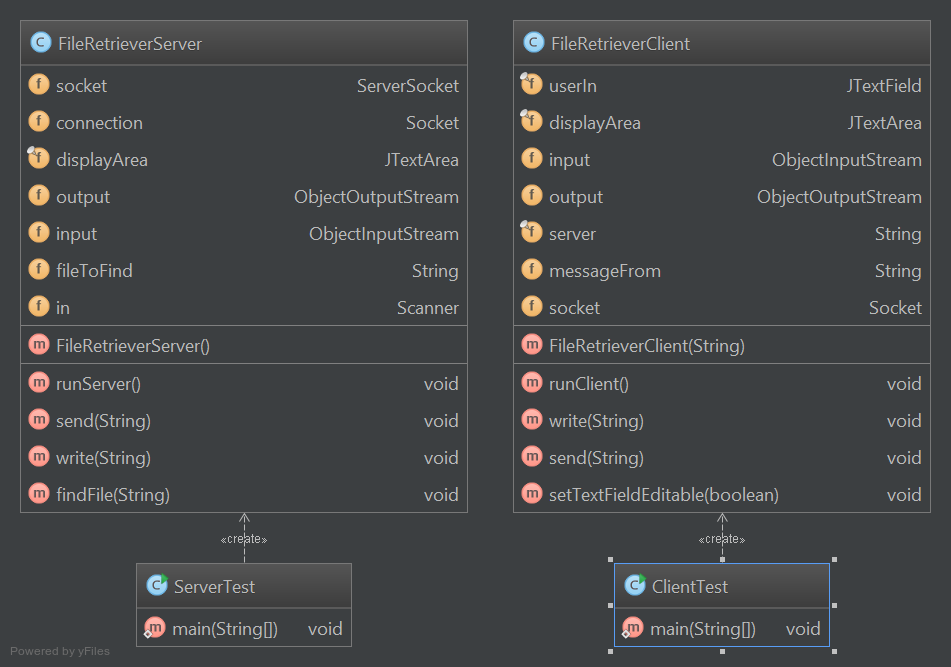 FileRetrieverServer
socket ServerSocket
connection Socket
displayArea JTextArea
output ObjectOutputStream
input ObjectInputStream
fileToFind String
in Scanner
FileRetrieverServer()
runServer() void
send(String) void
write(String) void
findFile(String) void
«create»
ServerTest
main(String[]) void
FileRetrieverClient
userIn JTextField
displayArea JTextArea
input ObjectInputStream
output ObjectOutputStream
server String
messageFrom String
socket Socket
FileRetrieverClient(String)
runClient() void
write(String) void
send(String) void
setTextFieldEditable(boolean) void
«create»
ClientTest
main(String[]) void
Powered by yFiles